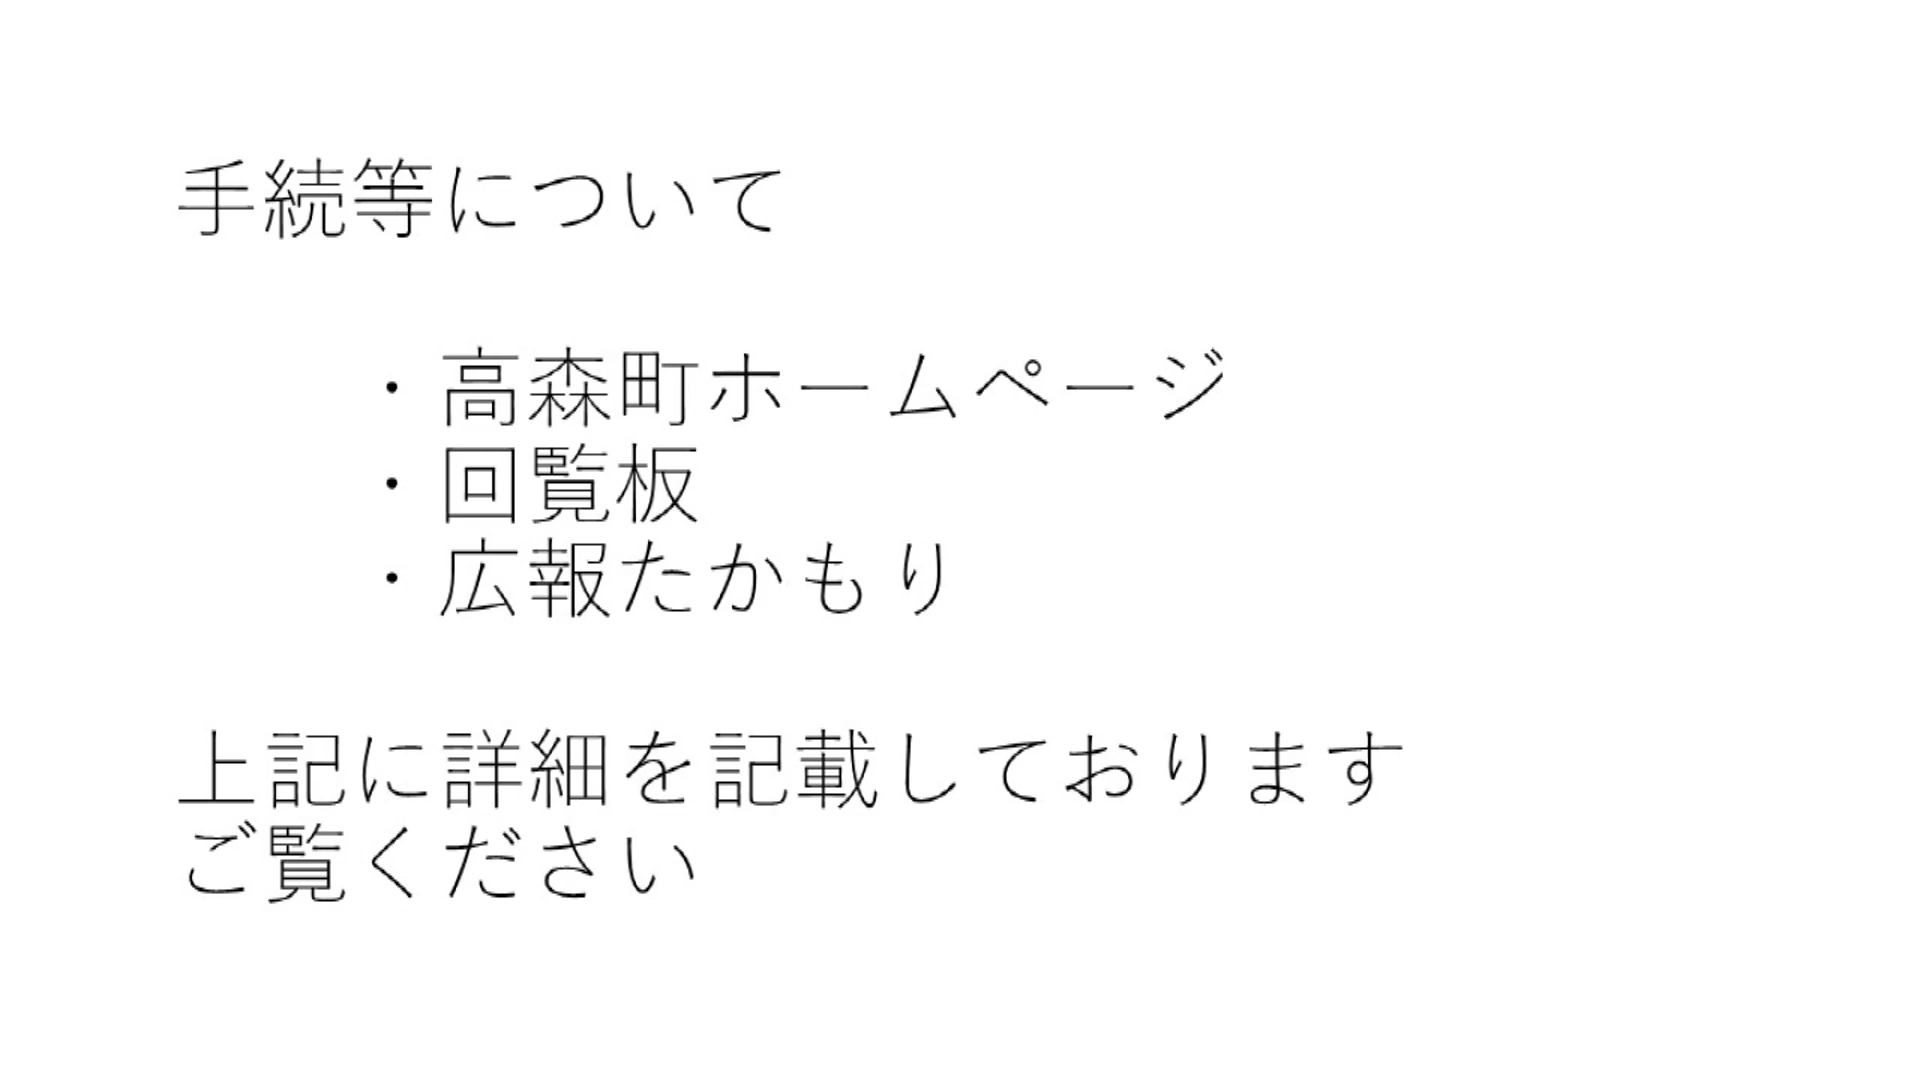 手続等について
・高森町ホームページ
・回覧板
・広報たかもり
上記に詳細を記載しております
ご覧ください